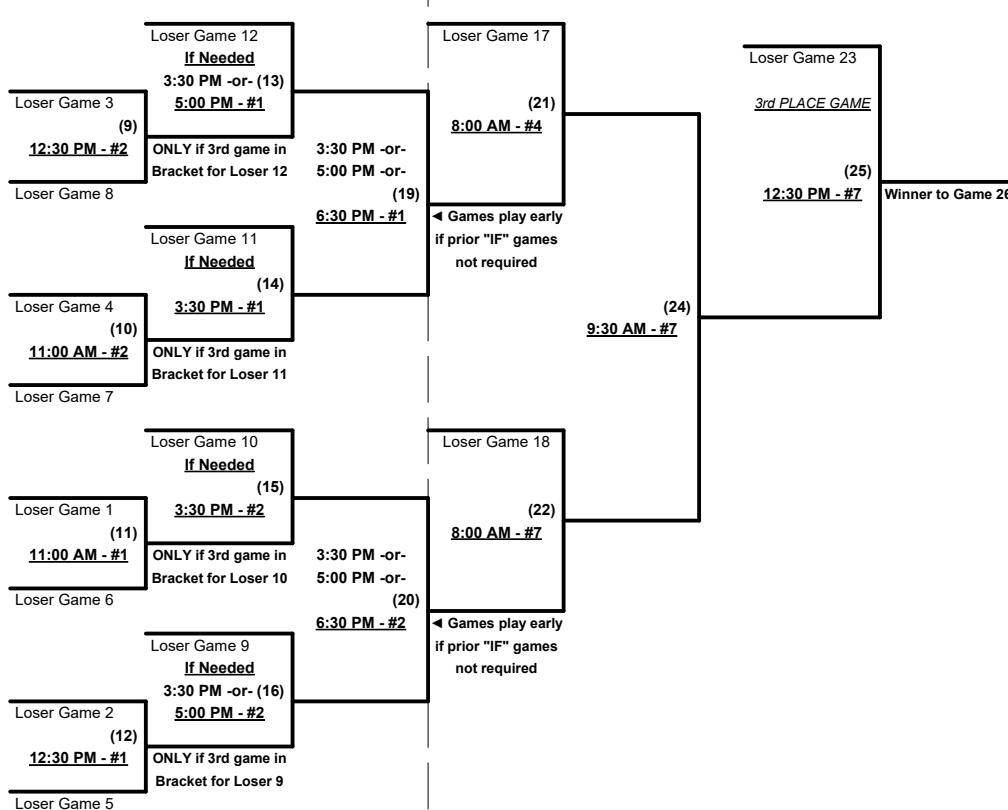 Loser Game 12
If Needed
3:30 PM -or- (13)
5:00 PM - #1
Loser Game 3
(9)
12:30 PM - #2
ONLY if 3rd game in
Bracket for Loser 12
Loser Game 8
3:30 PM -or-
5:00 PM -or-
(19)
6:30 PM - #1
Loser Game 11
If Needed
(14)
3:30 PM - #1
Loser Game 4
(10)
11:00 AM - #2
ONLY if 3rd game in
Bracket for Loser 11
Loser Game 7
Loser Game 17
(21)
8:00 AM - #4
◄ Games play early
if prior "IF" games
not required
Loser Game 10
If Needed
(15)
3:30 PM - #2
Loser Game 1
(11)
11:00 AM - #1
ONLY if 3rd game in
Bracket for Loser 10
Loser Game 6
3:30 PM -or-
5:00 PM -or-
(20)
6:30 PM - #2
Loser Game 9
If Needed
3:30 PM -or- (16)
5:00 PM - #2
Loser Game 2
(12)
12:30 PM - #1
ONLY if 3rd game in
Bracket for Loser 9
Loser Game 5
Loser Game 18
(22)
8:00 AM - #7
◄ Games play early
if prior "IF" games
not required
(24)
9:30 AM - #7
Loser Game 23
3rd PLACE GAME
(25)
12:30 PM - #7
Winner to Game 26